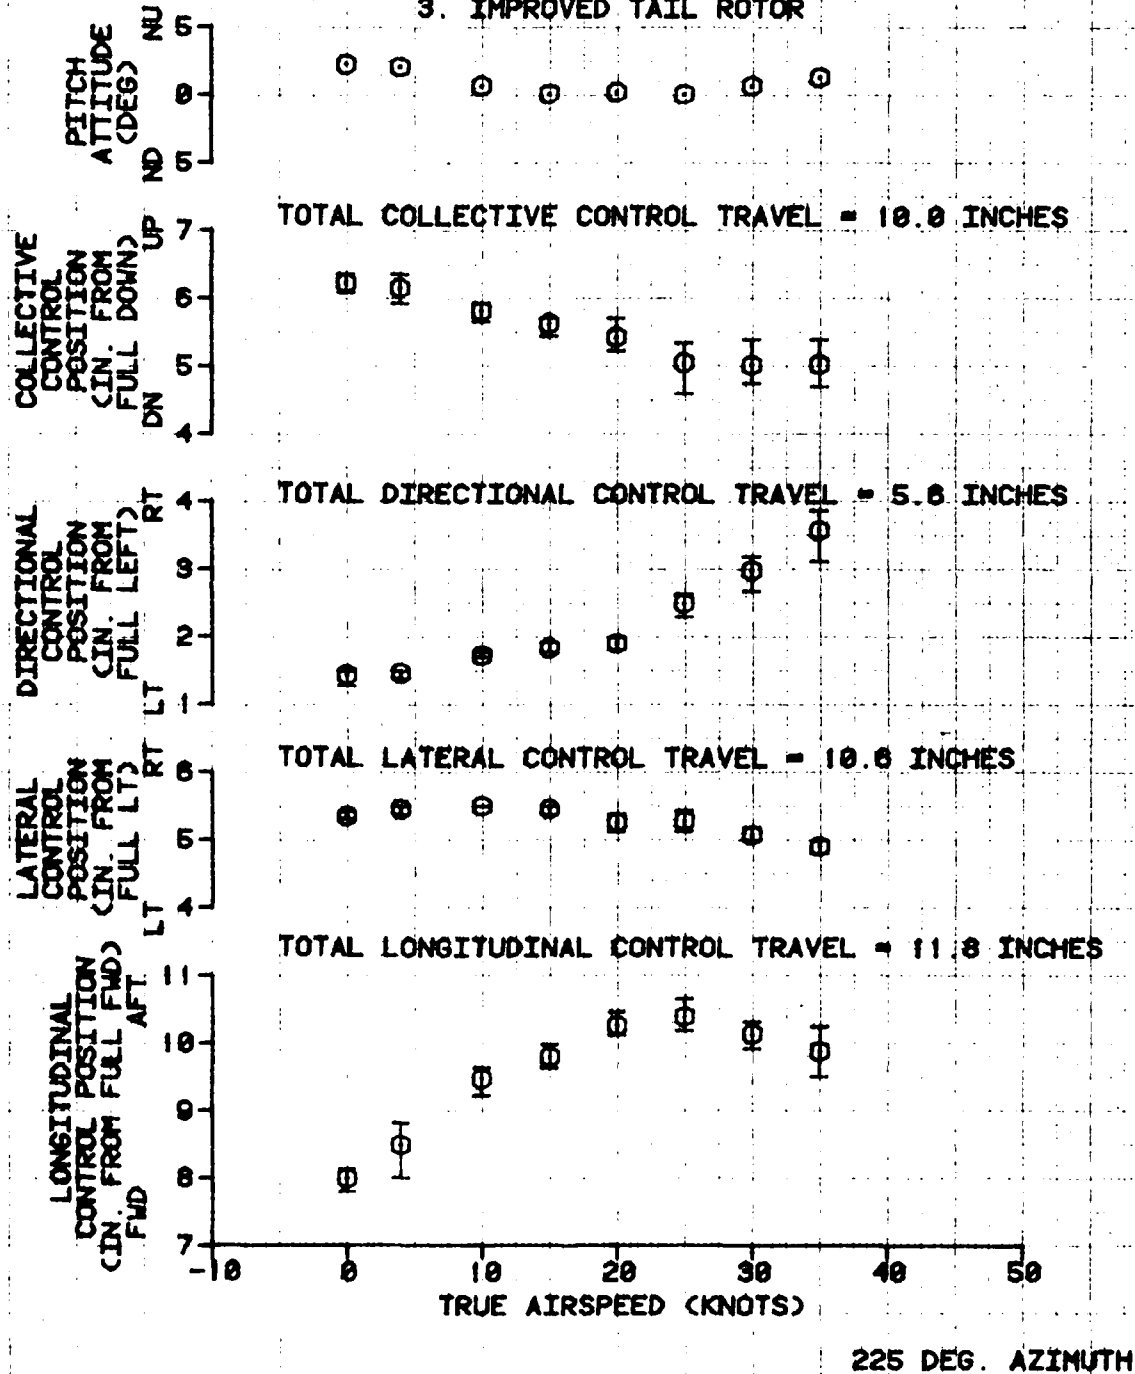 3. IMPROVED TAIL ROTOR
PITCH
ATTITUDE
(DEG)
ND NU
5
0
5
TOTAL COLLECTIVE CONTROL TRAVEL = 10.0 INCHES
COLLECTIVE
CONTROL
POSITION
(IN. FROM
FULL DOWN)
DN UP
7
6
5
4
TOTAL DIRECTIONAL CONTROL TRAVEL = 5.6 INCHES
DIRECTIONAL
CONTROL
POSITION
(IN. FROM
FULL LEFT)
LT RT
4
3
2
1
TOTAL LATERAL CONTROL TRAVEL = 10.6 INCHES
LATERAL
CONTROL
POSITION
(IN. FROM
FULL LT)
LT RT
6
5
4
TOTAL LONGITUDINAL CONTROL TRAVEL = 11.8 INCHES
LONGITUDINAL
CONTROL POSITION
(IN. FROM FULL FWD)
FWD AFT
11
10
9
8
7
-10 0 10 20 30 40 50
TRUE AIRSPEED (KNOTS)
225 DEG. AZIMUTH